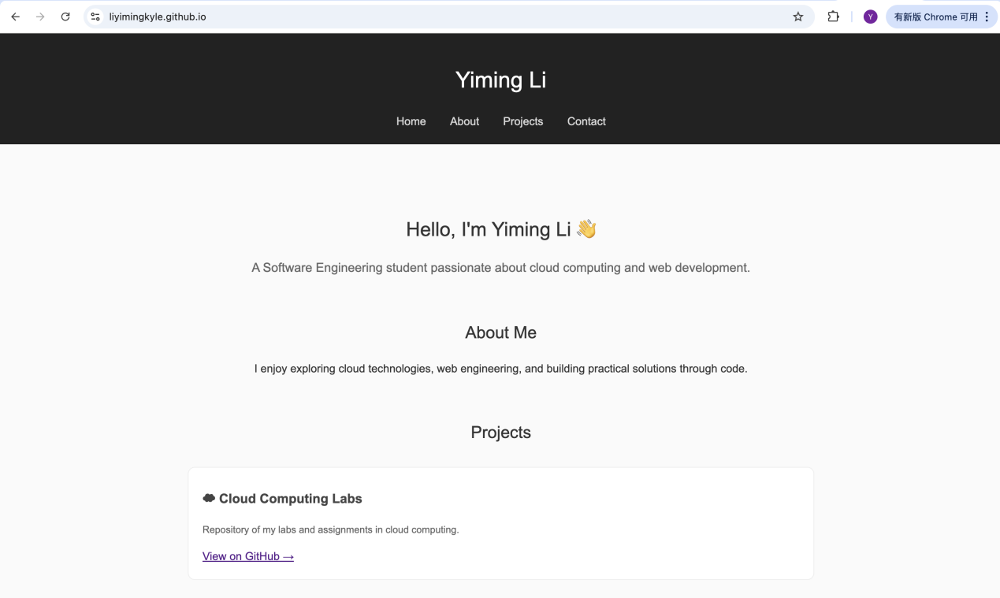 liyimingkyle.github.io
Y
有新版 Chrome 可用
Yiming Li
Home About Projects Contact
Hello, I'm Yiming Li 👋
A Software Engineering student passionate about cloud computing and web development.
About Me
I enjoy exploring cloud technologies, web engineering, and building practical solutions through code.
Projects
☁ Cloud Computing Labs
Repository of my labs and assignments in cloud computing.
View on GitHub →